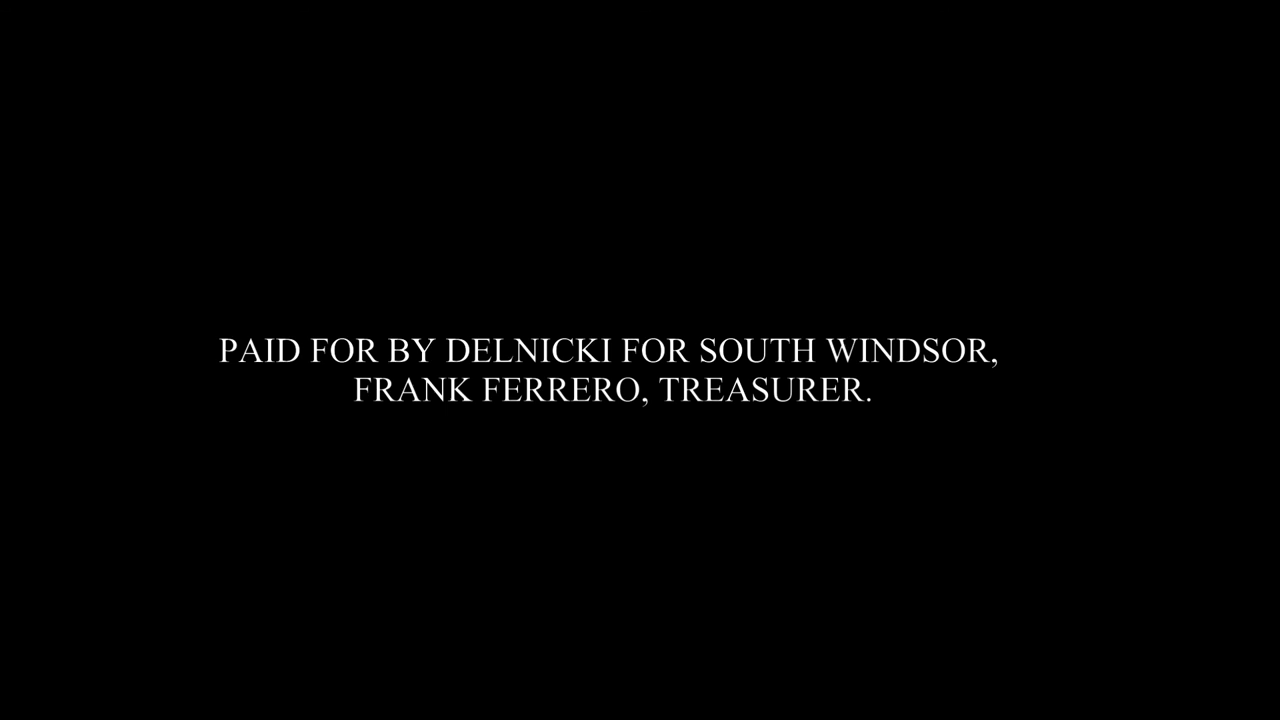 PAID FOR BY DELNICKI FOR SOUTH WINDSOR,
FRANK FERRERO, TREASURER.